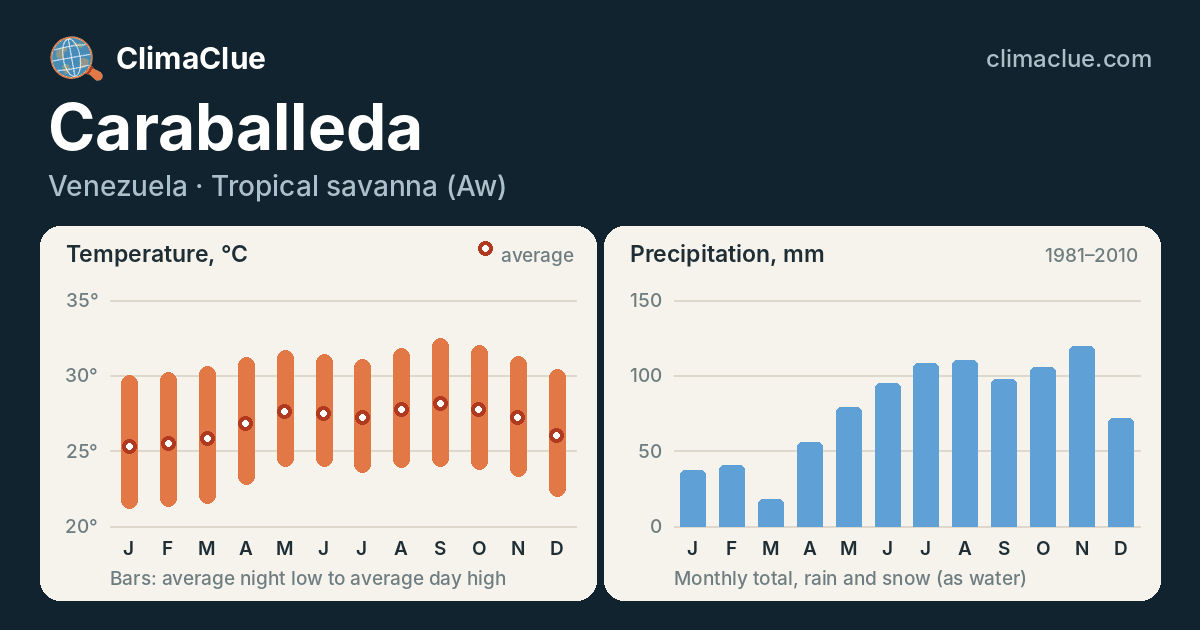 ClimaClue
climaclue.com
Caraballeda
Venezuela · Tropical savanna (Aw)
Temperature, °C
average
35°
30°
25°
20°
J F M A M J J A S O N D
Bars: average night low to average day high
Precipitation, mm
1981–2010
150
100
50
0
J F M A M J J A S O N D
Monthly total, rain and snow (as water)